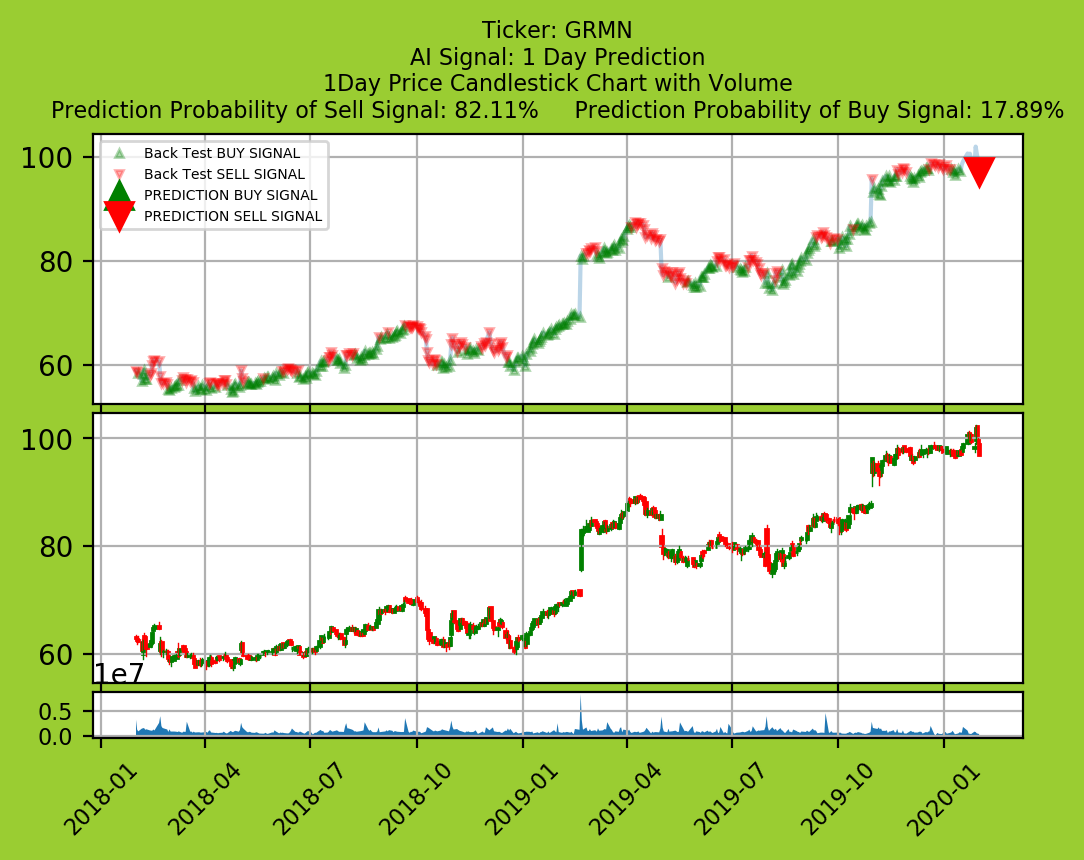 Ticker: GRMN
AI Signal: 1 Day Prediction
1Day Price Candlestick Chart with Volume
Prediction Probability of Sell Signal: 82.11% Prediction Probability of Buy Signal: 17.89%
Back Test BUY SIGNAL
Back Test SELL SIGNAL
PREDICTION BUY SIGNAL
PREDICTION SELL SIGNAL
100
80
60
100
80
60
1e7
0.5
0.0
2018-01
2018-04
2018-07
2018-10
2019-01
2019-04
2019-07
2019-10
2020-01